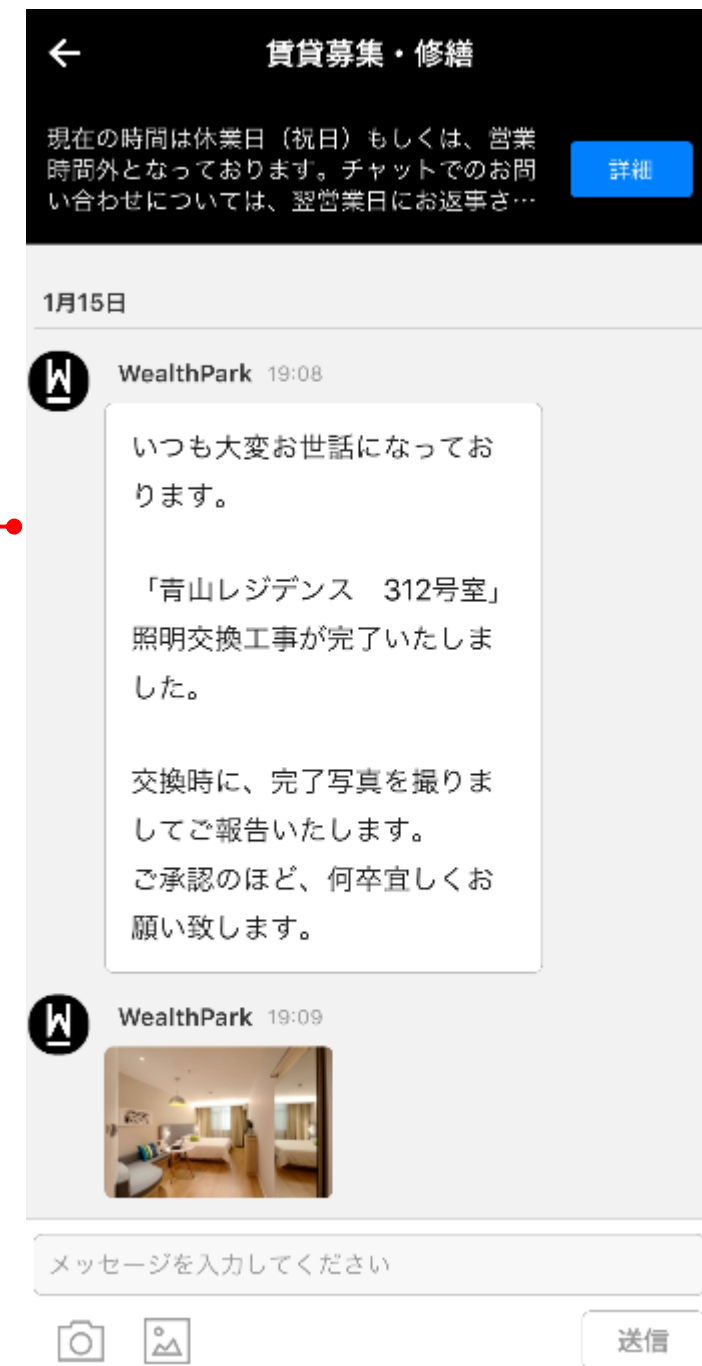 賃貸募集・修繕
現在の時間は休業日（祝日）もしくは、営業
時間外となっております。チャットでのお問
い合わせについては、翌営業日にお返事さ…
詳細
1月15日
WealthPark 19:08
いつも大変お世話になってお
ります。
「青山レジデンス　312号室」
照明交換工事が完了いたしま
した。
交換時に、完了写真を撮りま
してご報告いたします。
ご承認のほど、何卒宜しくお
願い致します。
WealthPark 19:09
メッセージを入力してください
送信